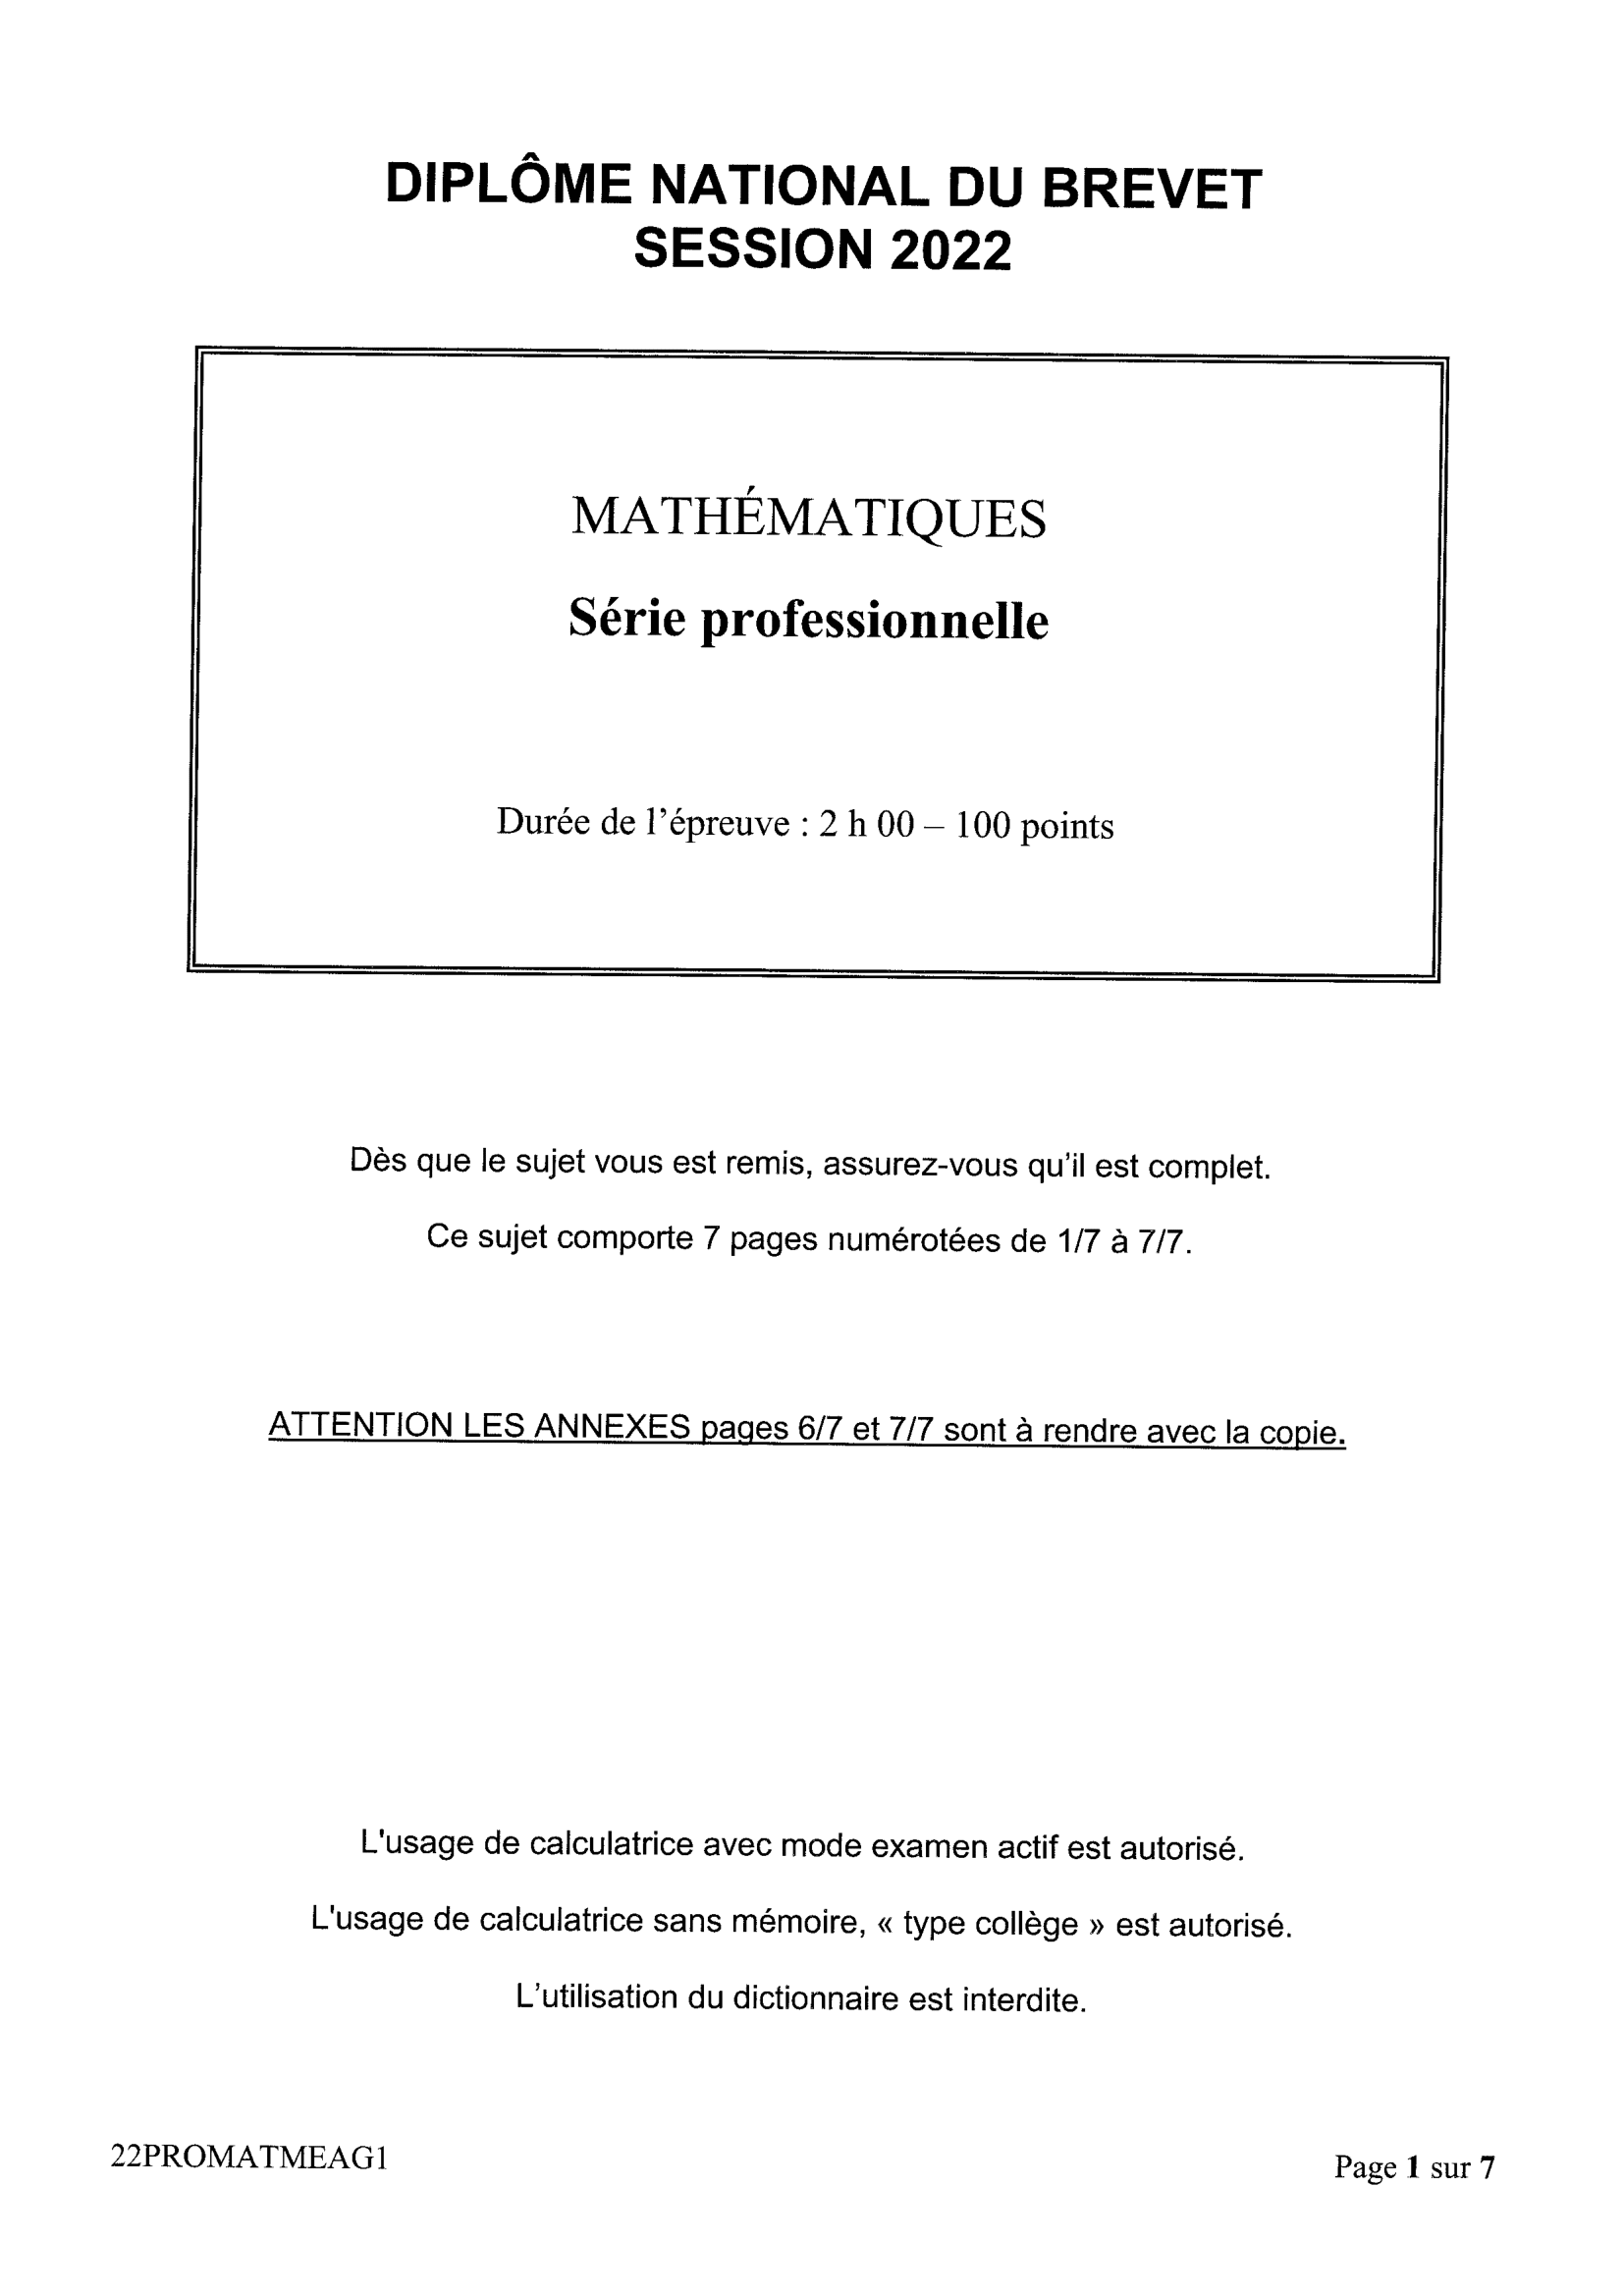 DIPLÔME NATIONAL DU BREVET
SESSION 2022
MATHÉMATIQUES
Série professionnelle
Durée de l’épreuve : 2 h 00 – 100 points
Dès que le sujet vous est remis, assurez-vous qu’il est complet.
Ce sujet comporte 7 pages numérotées de 1/7 à 7/7.
ATTENTION LES ANNEXES pages 6/7 et 7/7 sont à rendre avec la copie.
L'usage de calculatrice avec mode examen actif est autorisé.
L'usage de calculatrice sans mémoire, « type collège » est autorisé.
L’utilisation du dictionnaire est interdite.
22PROMATMEAG1
Page 1 sur 7